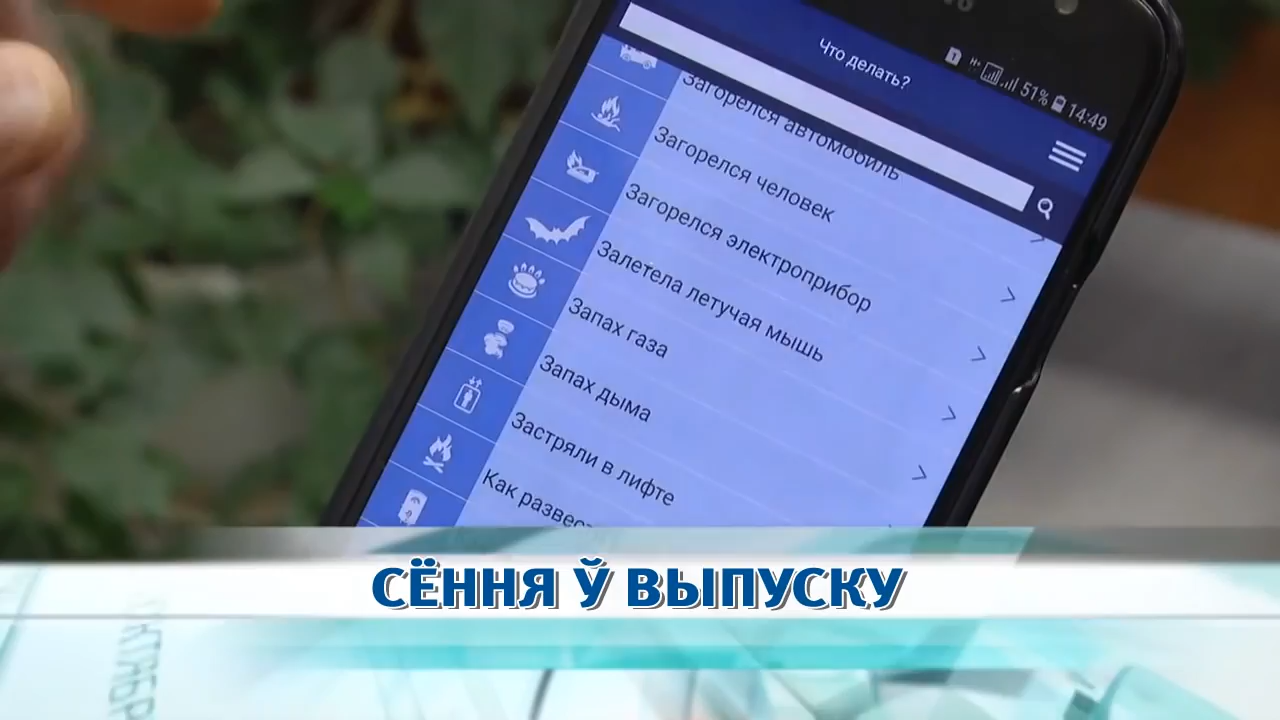 51% 14:49
Что делать?
Загорелся автомобиль
Загорелся человек
Загорелся электроприбор
Залетела летучая мышь
Запах газа
Запах дыма
Застряли в лифте
Как
СЁННЯ Ў ВЫПУСКУ